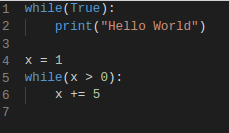 1 while(True):
2     print("Hello World")
3
4 x = 1
5 while(x > 0):
6     x += 5
7